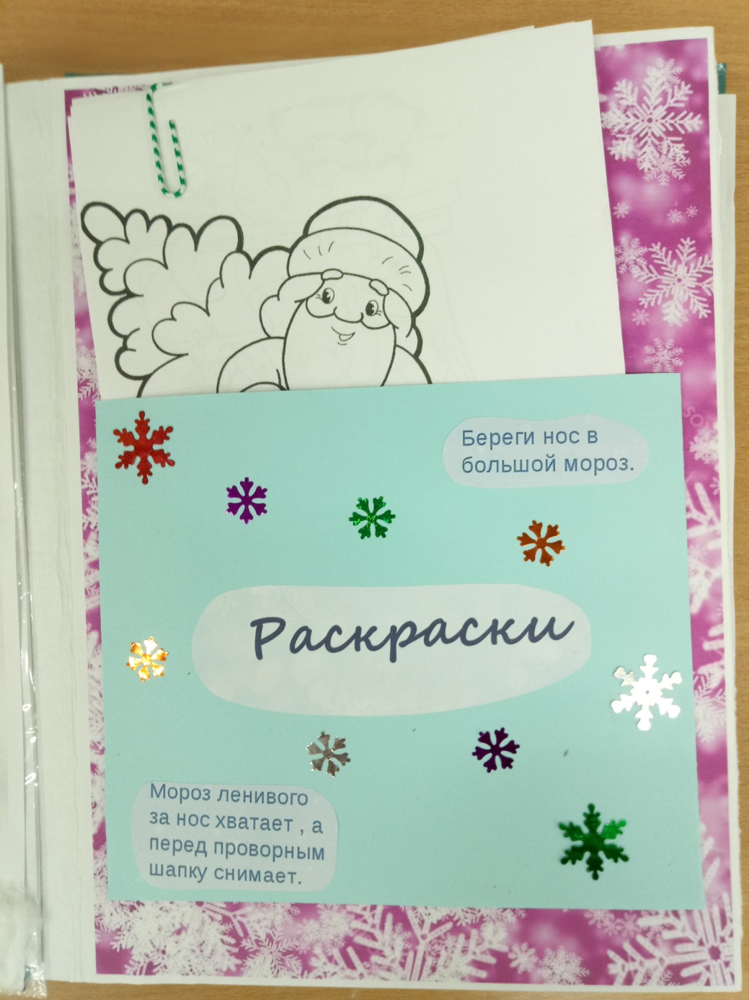 Береги нос в
большой мороз.
Раскраски
Мороз ленивого
за нос хватает , а
перед проворным
шапку снимает.